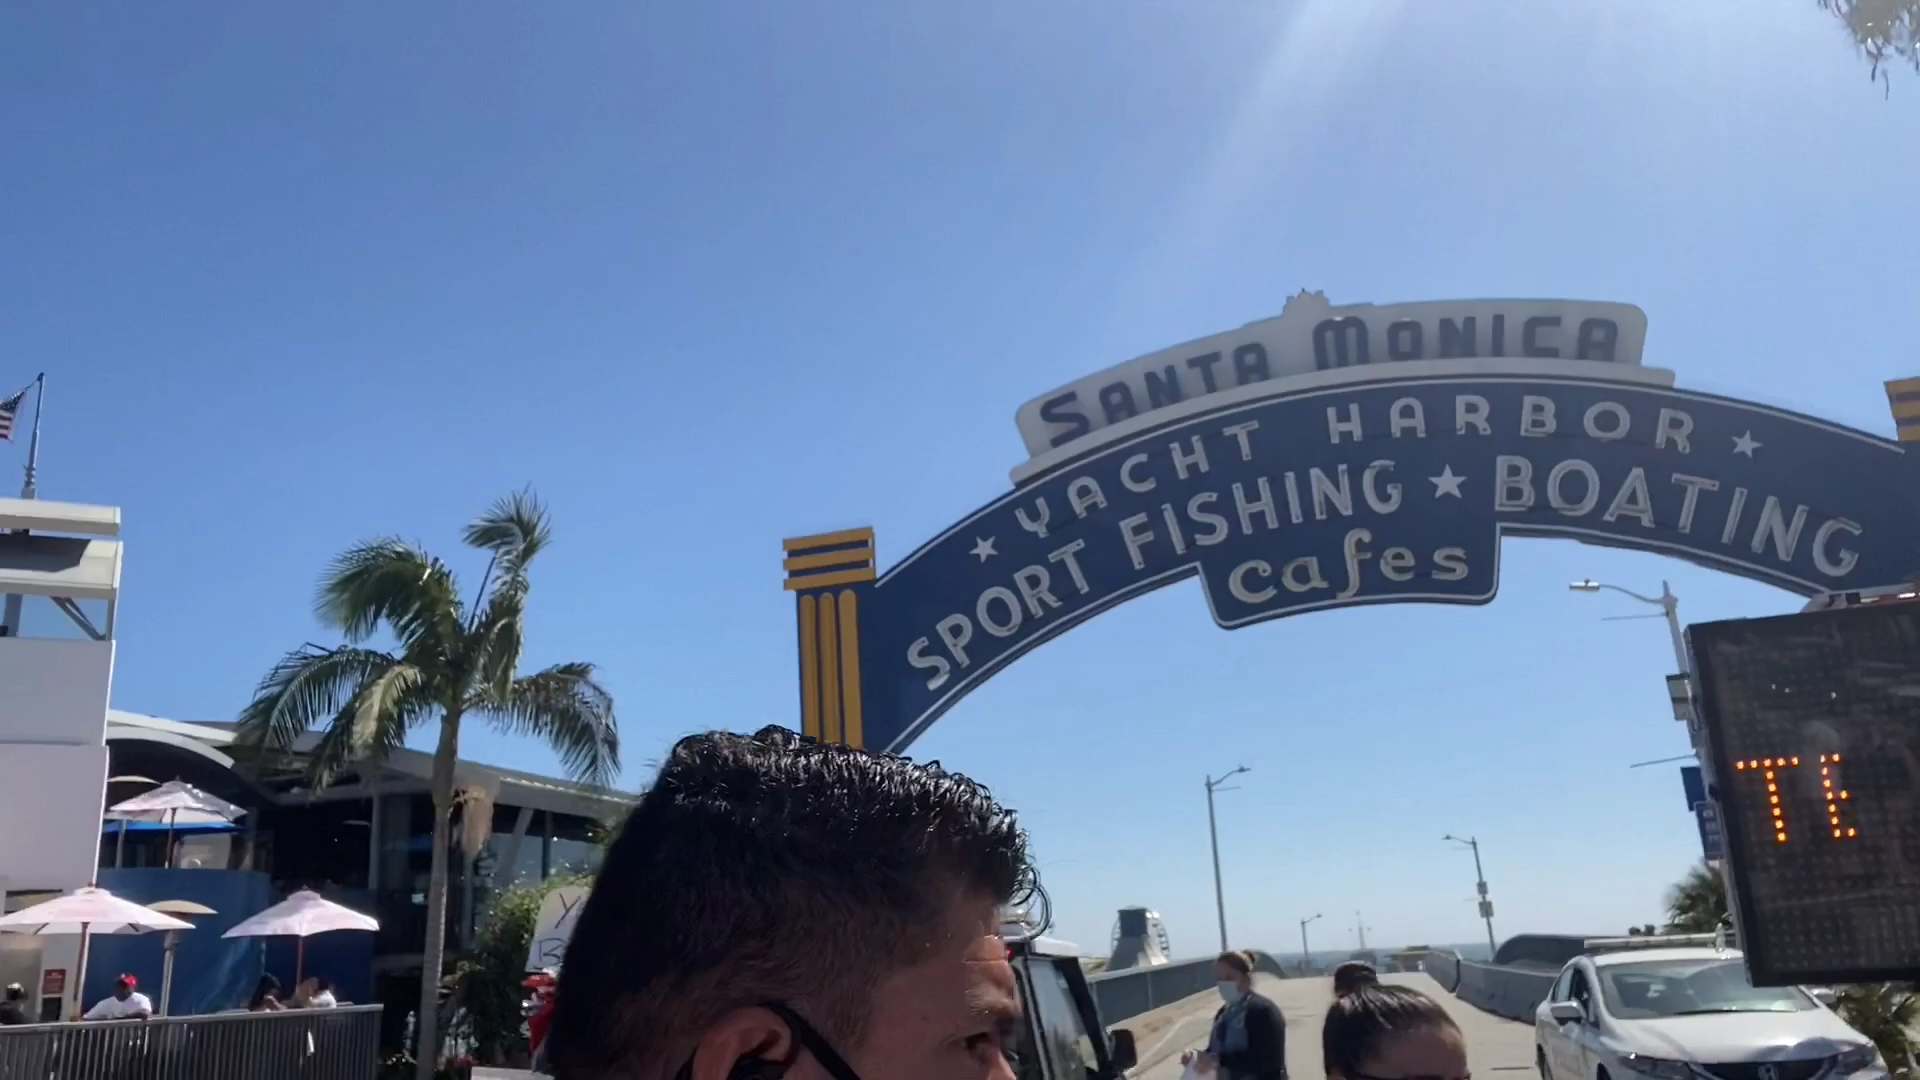 SANTA MONICA
YACHT HARBOR
SPORT FISHING ★ BOATING
cafes
TE